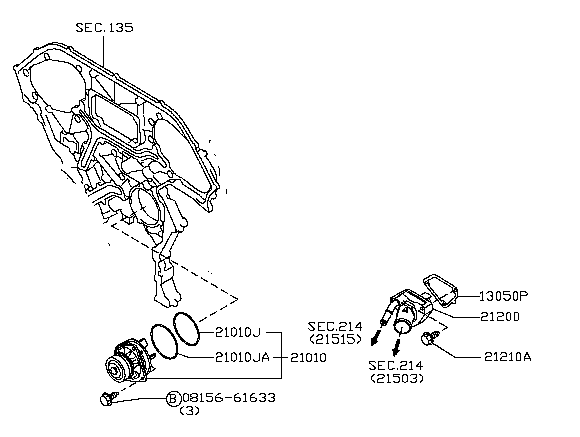 SEC.135
13050P
21200
SEC.214
(21515)
21010J
21010JA
21010
21210A
SEC.214
(21503)
B 08156-61633
(3)